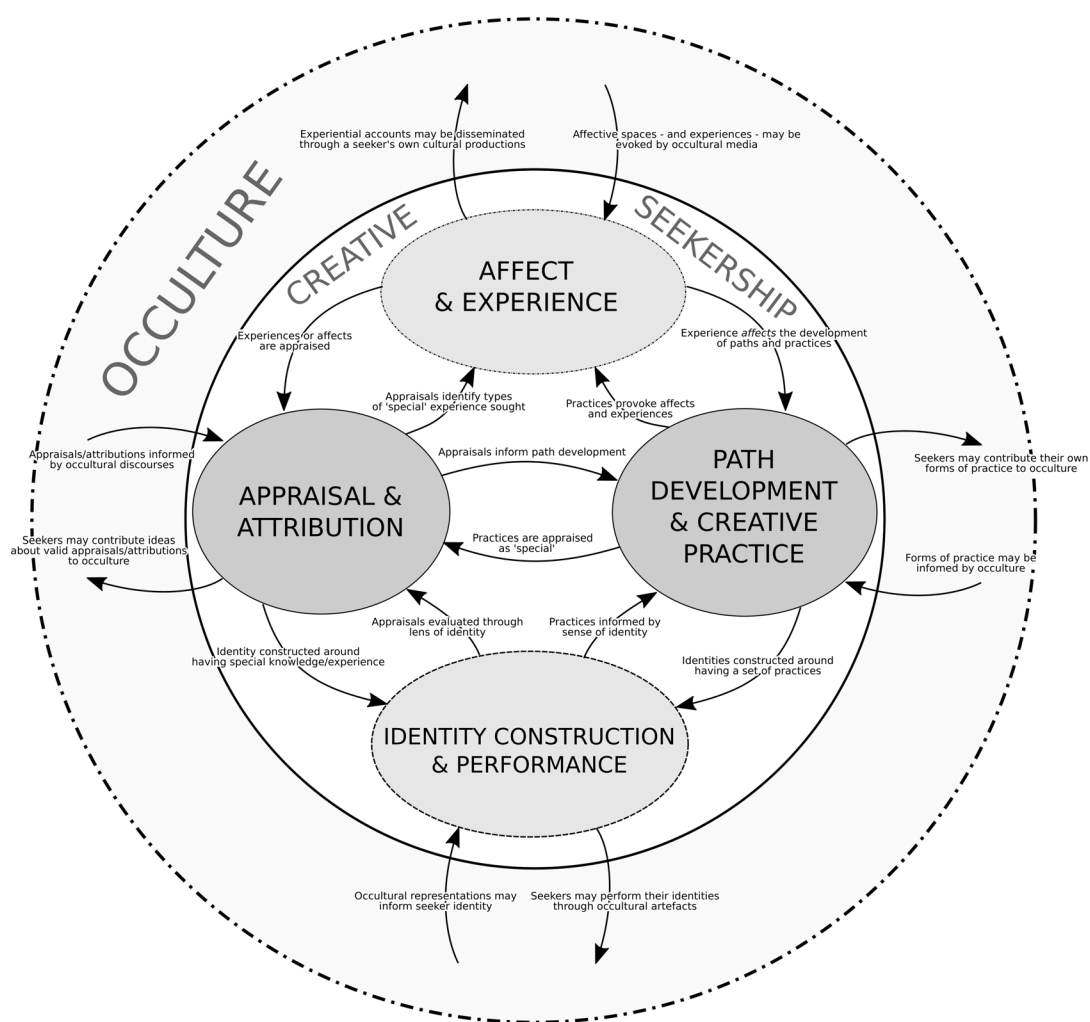 Experiential accounts may be disseminated
through a seeker's own cultural productions
Affective spaces - and experiences - may be
evoked by occultural media
OCCULTURE
CREATIVE
SEEKERSHIP
AFFECT
& EXPERIENCE
Experiences or affects
are appraised
Experience affects the development
of paths and practices
Appraisals identify types
of 'special' experience sought
Practices provoke affects
and experiences
Appraisals/attributions informed
by occultural discourses
Appraisals inform path development
Seekers may contribute their own
forms of practice to occulture
APPRAISAL &
ATTRIBUTION
PATH
DEVELOPMENT
& CREATIVE
PRACTICE
Seekers may contribute ideas
about valid appraisals/attributions
to occulture
Practices are appraised
as 'special'
Forms of practice may be
infomed by occulture
Appraisals evaluated through
lens of identity
Practices informed by
sense of identity
Identity constructed around
having special knowledge/experience
Identities constructed around
having a set of practices
IDENTITY CONSTRUCTION
& PERFORMANCE
Occultural representations may
inform seeker identity
Seekers may perform their identities
through occultural artefacts